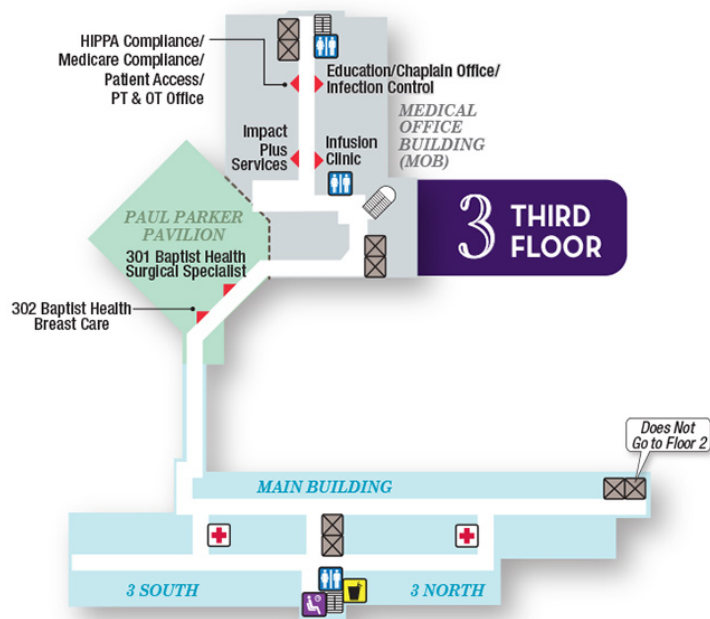 HIPPA Compliance/
Medicare Compliance/
Patient Access/
PT & OT Office
Education/Chaplain Office/
Infection Control
MEDICAL
OFFICE
BUILDING
(MOB)
Impact
Plus
Services
Infusion
Clinic
3 THIRD
FLOOR
PAUL PARKER
PAVILION
301 Baptist Health
Surgical Specialist
302 Baptist Health
Breast Care
Does Not
Go to Floor 2
MAIN BUILDING
3 SOUTH
3 NORTH